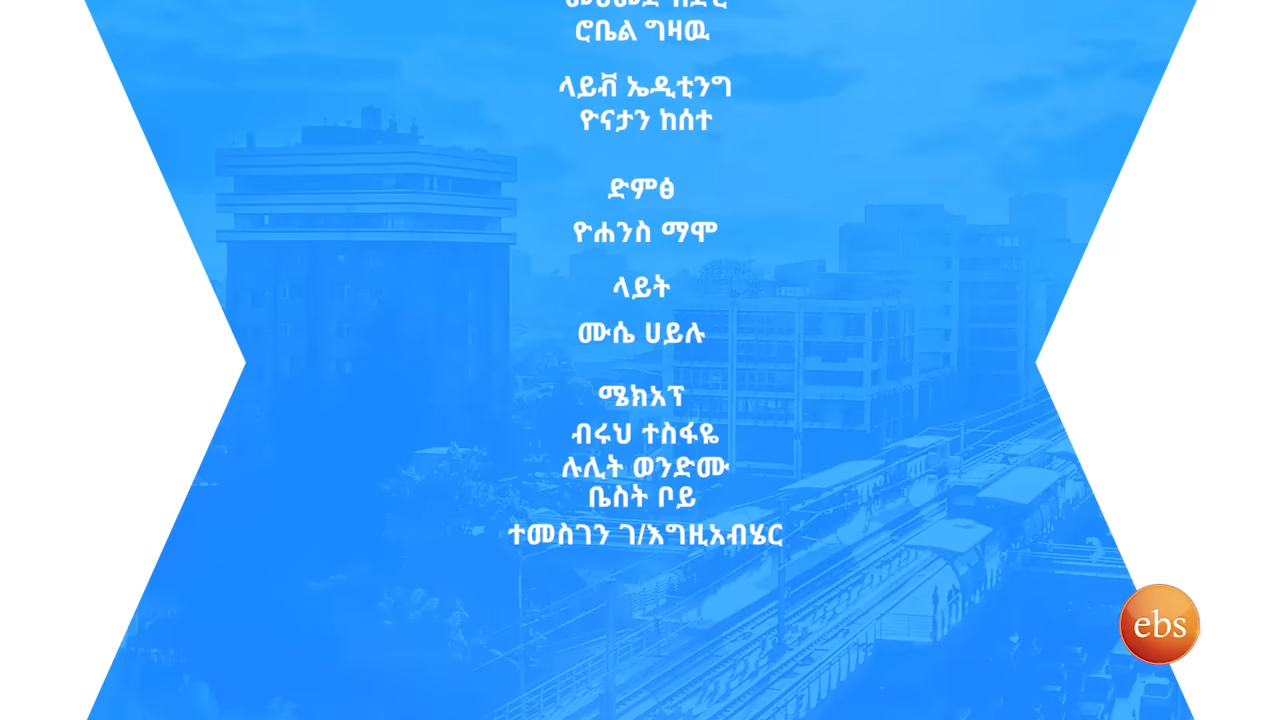 ሮቤል ግዛዉ
ላይቭ ኤዲቲንግ
ዮናታን ከሰተ
ድምፅ
ዮሐንስ ማሞ
ላይት
ሙሴ ሀይሉ
ሜክአፕ
ብሩህ ተስፋዬ
ሉሊት ወንድሙ
ቤስት ቦይ
ተመስገን ገ/እግዚአብሄር
ebs